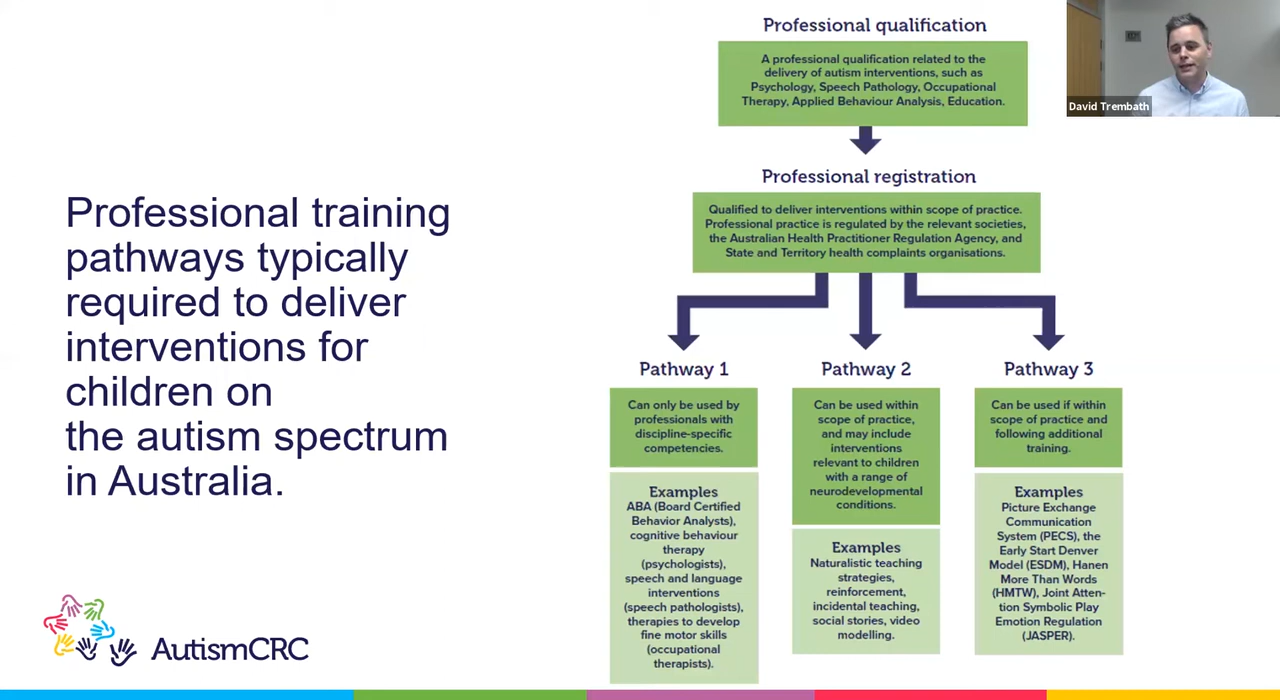 Professional training
pathways typically
required to deliver
interventions for
children on
the autism spectrum
in Australia.
AutismCRC
Professional qualification
A professional qualification related to the
delivery of autism interventions, such as
Psychology, Speech Pathology, Occupational
Therapy, Applied Behaviour Analysis, Education.
Professional registration
Qualified to deliver interventions within scope of practice.
Professional practice is regulated by the relevant societies,
the Australian Health Practitioner Regulation Agency, and
State and Territory health complaints organisations.
Pathway 1
Can only be used by
professionals with
discipline-specific
competencies.
Examples
ABA (Board Certified
Behavior Analysts),
cognitive behaviour
therapy
(psychologists),
speech and language
interventions
(speech pathologists),
therapies to develop
fine motor skills
(occupational
therapists).
Pathway 2
Can be used within
scope of practice,
and may include
interventions
relevant to children
with a range of
neurodevelopmental
conditions.
Examples
Naturalistic teaching
strategies,
reinforcement,
incidental teaching,
social stories, video
modelling.
Pathway 3
Can be used if within
scope of practice and
following additional
training.
Examples
Picture Exchange
Communication
System (PECS), the
Early Start Denver
Model (ESDM), Hanen
More Than Words
(HMTW), Joint Atten-
tion Symbolic Play
Emotion Regulation
(JASPER).
David Trembath